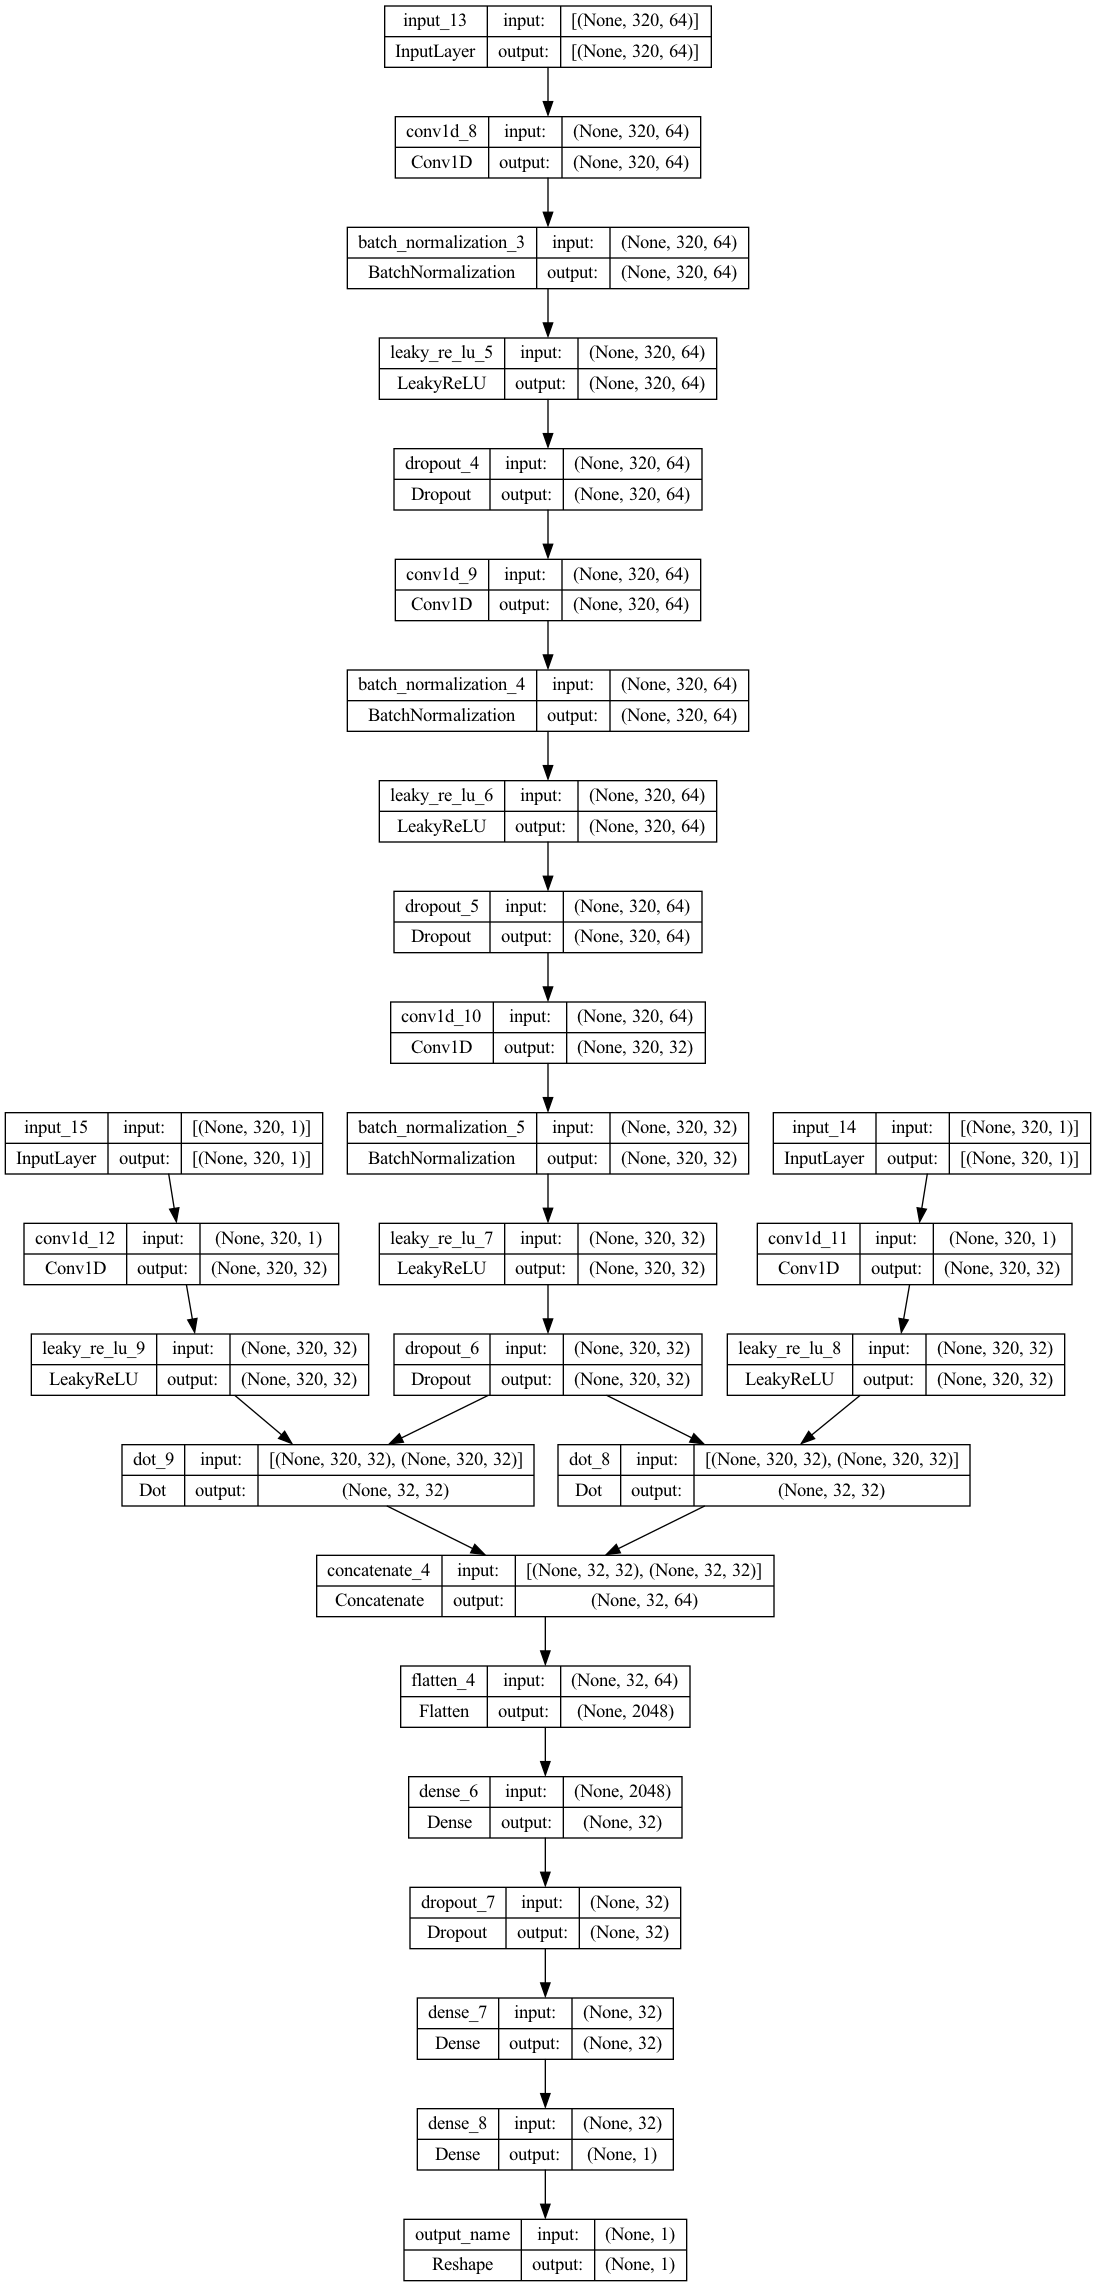 input_13 input: [(None, 320, 64)]
InputLayer output: [(None, 320, 64)]
conv1d_8 input: (None, 320, 64)
Conv1D output: (None, 320, 64)
batch_normalization_3 input: (None, 320, 64)
BatchNormalization output: (None, 320, 64)
leaky_re_lu_5 input: (None, 320, 64)
LeakyReLU output: (None, 320, 64)
dropout_4 input: (None, 320, 64)
Dropout output: (None, 320, 64)
conv1d_9 input: (None, 320, 64)
Conv1D output: (None, 320, 64)
batch_normalization_4 input: (None, 320, 64)
BatchNormalization output: (None, 320, 64)
leaky_re_lu_6 input: (None, 320, 64)
LeakyReLU output: (None, 320, 64)
dropout_5 input: (None, 320, 64)
Dropout output: (None, 320, 64)
conv1d_10 input: (None, 320, 64)
Conv1D output: (None, 320, 32)
input_15 input: [(None, 320, 1)]
InputLayer output: [(None, 320, 1)]
batch_normalization_5 input: (None, 320, 32)
BatchNormalization output: (None, 320, 32)
input_14 input: [(None, 320, 1)]
InputLayer output: [(None, 320, 1)]
conv1d_12 input: (None, 320, 1)
Conv1D output: (None, 320, 32)
leaky_re_lu_7 input: (None, 320, 32)
LeakyReLU output: (None, 320, 32)
conv1d_11 input: (None, 320, 1)
Conv1D output: (None, 320, 32)
leaky_re_lu_9 input: (None, 320, 32)
LeakyReLU output: (None, 320, 32)
dropout_6 input: (None, 320, 32)
Dropout output: (None, 320, 32)
leaky_re_lu_8 input: (None, 320, 32)
LeakyReLU output: (None, 320, 32)
dot_9 input: [(None, 320, 32), (None, 320, 32)]
Dot output: (None, 32, 32)
dot_8 input: [(None, 320, 32), (None, 320, 32)]
Dot output: (None, 32, 32)
concatenate_4 input: [(None, 32, 32), (None, 32, 32)]
Concatenate output: (None, 32, 64)
flatten_4 input: (None, 32, 64)
Flatten output: (None, 2048)
dense_6 input: (None, 2048)
Dense output: (None, 32)
dropout_7 input: (None, 32)
Dropout output: (None, 32)
dense_7 input: (None, 32)
Dense output: (None, 32)
dense_8 input: (None, 32)
Dense output: (None, 1)
output_name input: (None, 1)
Reshape output: (None, 1)